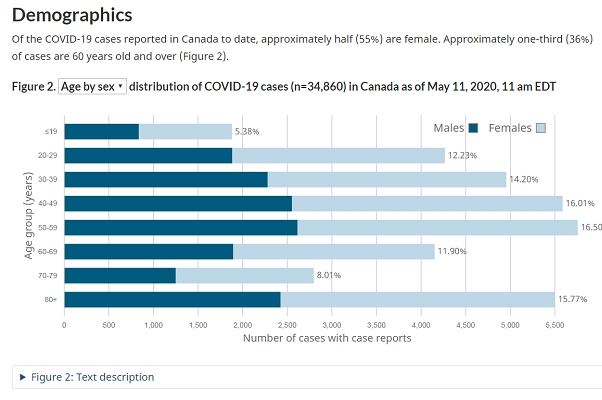 Demographics
Of the COVID-19 cases reported in Canada to date, approximately half (55%) are female. Approximately one-third (36%)
of cases are 60 years old and over (Figure 2).
Figure 2. Age by sex ▾ distribution of COVID-19 cases (n=34,860) in Canada as of May 11, 2020, 11 am EDT
Males Females
≤19 5.38%
20-29 12.23%
30-39 14.20%
40-49 16.01%
50-59 16.50
60-69 11.90%
70-79 8.01%
80+ 15.77%
Age group (years)
0 500 1,000 1,500 2,000 2,500 3,000 3,500 4,000 4,500 5,000 5,500
Number of cases with case reports
▶ Figure 2: Text description